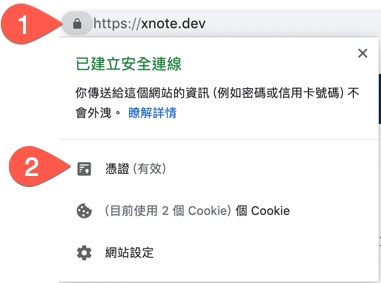 1
https://xnote.dev
已建立安全連線
你傳送給這個網站的資訊 (例如密碼或信用卡號碼) 不
會外洩。 瞭解詳情
2
憑證 (有效)
(目前使用 2 個 Cookie) 個 Cookie
網站設定